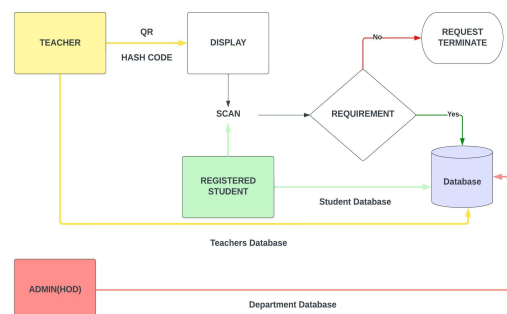 TEACHER
QR
HASH CODE
DISPLAY
No
REQUEST
TERMINATE
SCAN
REQUIREMENT
Yes
REGISTERED
STUDENT
Student Database
Database
Teachers Database
ADMIN(HOD)
Department Database